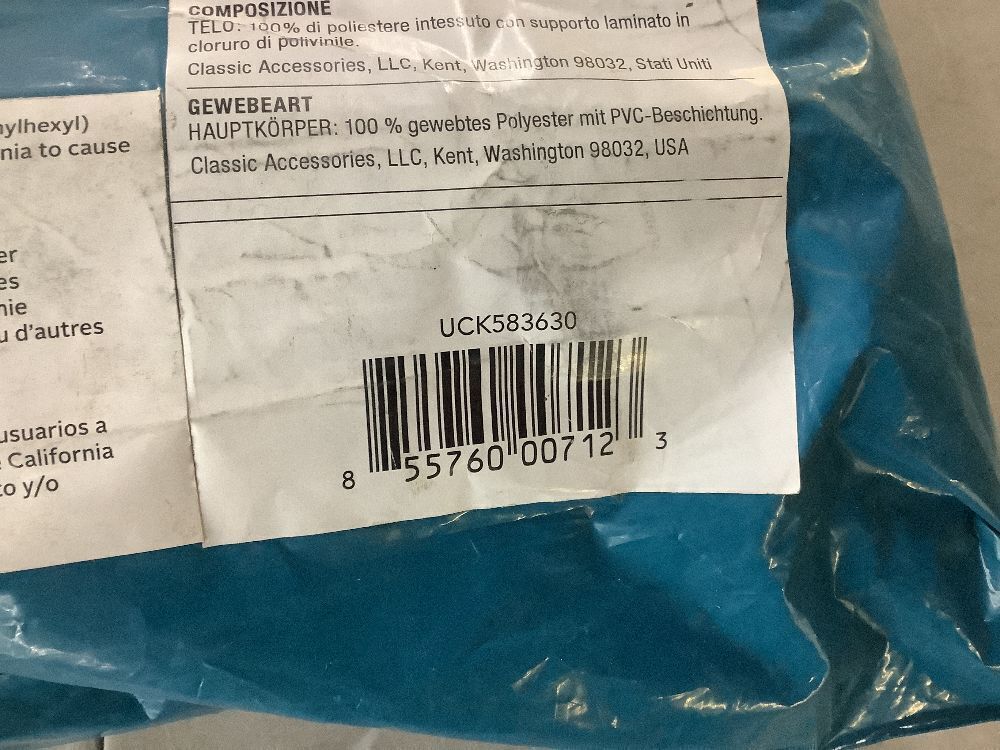 COMPOSIZIONE
TELO: 100% di poliestere intessuto con supporto laminato in
cloruro di polivinile.
Classic Accessories, LLC, Kent, Washington 98032, Stati Uniti
GEWEBEART
HAUPTKÖRPER: 100 % gewebtes Polyester mit PVC-Beschichtung.
Classic Accessories, LLC, Kent, Washington 98032, USA
ylhexyl)
nia to cause
er
es
nie
u d'autres
usuarios a
California
to y/o
UCK583630
8 55760 00712 3